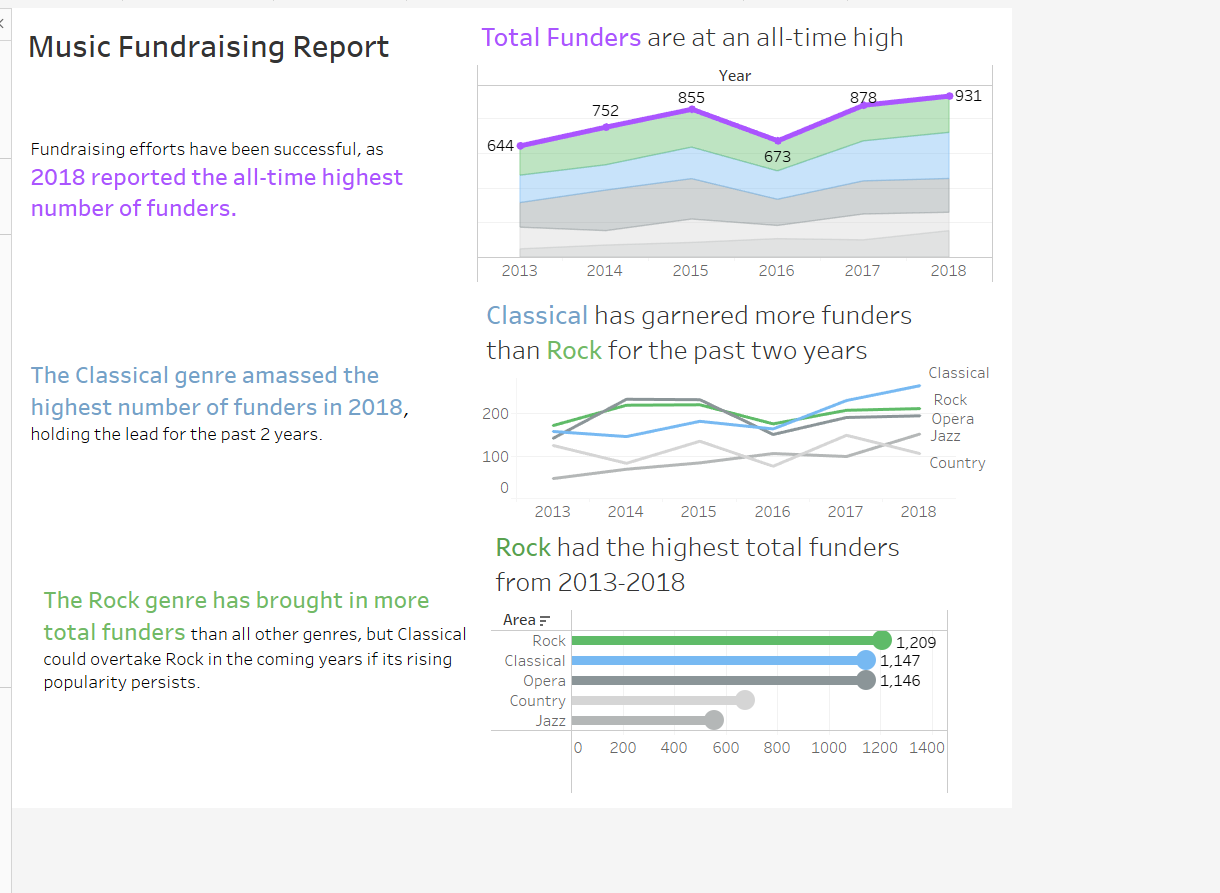 Music Fundraising Report
Fundraising efforts have been successful, as
2018 reported the all-time highest
number of funders.
Total Funders are at an all-time high
Year
644
752
855
673
878
931
2013 2014 2015 2016 2017 2018
The Classical genre amassed the
highest number of funders in 2018,
holding the lead for the past 2 years.
Classical has garnered more funders
than Rock for the past two years
200
100
0
Classical
Rock
Opera
Jazz
Country
2013 2014 2015 2016 2017 2018
The Rock genre has brought in more
total funders than all other genres, but Classical
could overtake Rock in the coming years if its rising
popularity persists.
Rock had the highest total funders
from 2013-2018
Area
Rock 1,209
Classical 1,147
Opera 1,146
Country
Jazz
0 200 400 600 800 1000 1200 1400